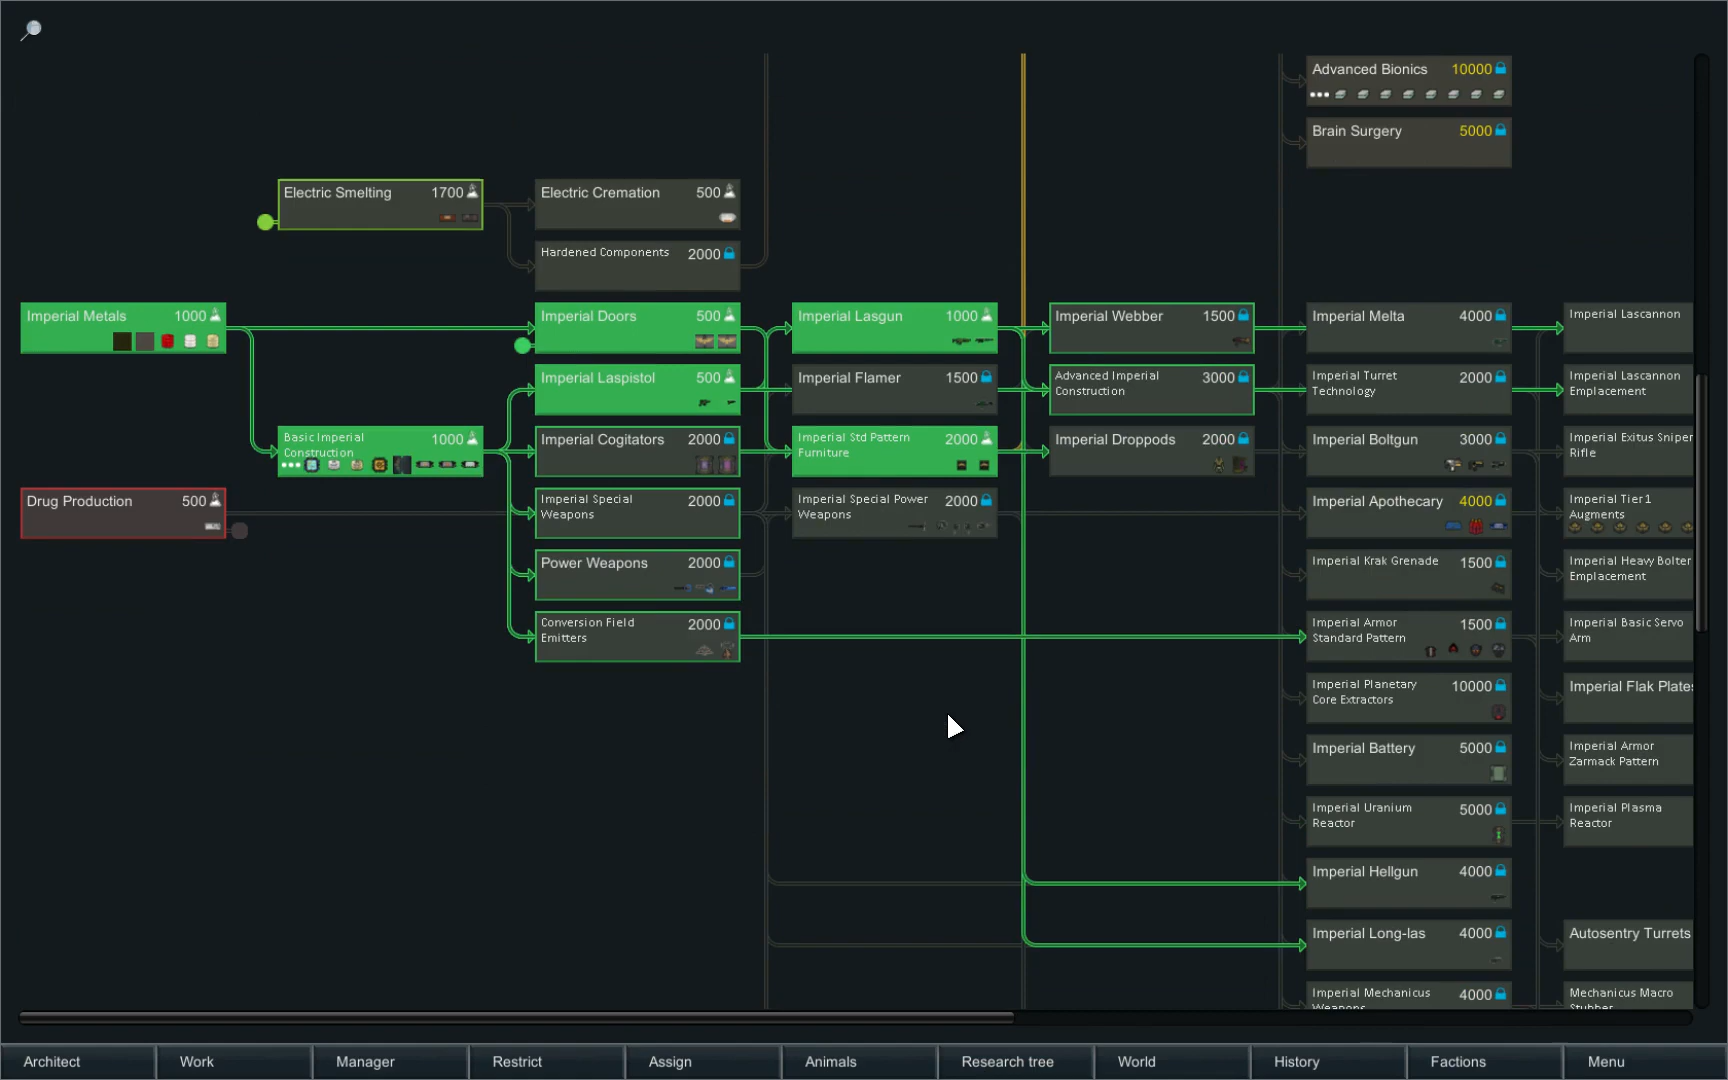 Advanced Bionics 10000
Brain Surgery 5000
Electric Smelting 1700
Electric Cremation 500
Hardened Components 2000
Imperial Metals 1000
Imperial Doors 500
Imperial Lasgun 1000
Imperial Webber 1500
Imperial Melta 4000
Imperial Lascannon
Imperial Laspistol 500
Imperial Flamer 1500
Advanced Imperial
Construction
3000
Imperial Turret
Technology
2000
Imperial Lascannon
Emplacement
Basic Imperial
Construction
1000
Imperial Cogitators 2000
Imperial Std Pattern
Furniture
2000
Imperial Droppods 2000
Imperial Boltgun 3000
Imperial Exitus Sniper
Rifle
Drug Production 500
Imperial Special
Weapons
2000
Imperial Special Power
Weapons
2000
Imperial Apothecary 4000
Imperial Tier1
Augments
Power Weapons 2000
Imperial Krak Grenade 1500
Imperial Heavy Bolter
Emplacement
Conversion Field
Emitters
2000
Imperial Armor
Standard Pattern
1500
Imperial Basic Servo
Arm
Imperial Planetary
Core Extractors
10000
Imperial Flak Plates
Imperial Battery 5000
Imperial Armor
Zarmack Pattern
Imperial Uranium
Reactor
5000
Imperial Plasma
Reactor
Imperial Hellgun 4000
Imperial Long-las 4000
Autosentry Turrets
Imperial Mechanicus
Weapons
4000
Mechanicus Macro
Stubber
Architect Work Manager Restrict Assign Animals Research tree World History Factions Menu